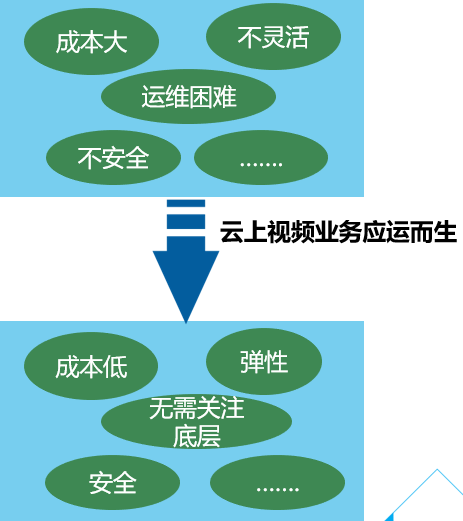 成本大
不灵活
运维困难
不安全
.......
云上视频业务应运而生
成本低
弹性
无需关注
底层
安全
.......